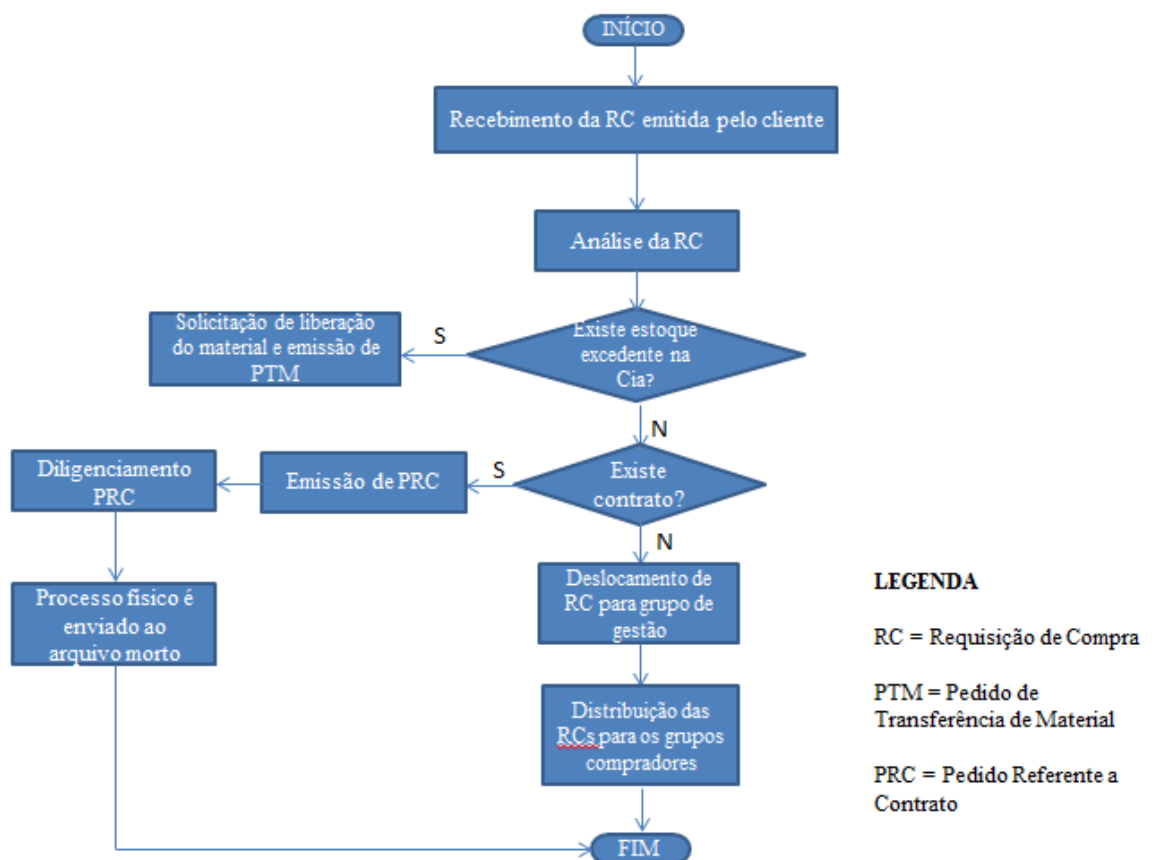 INÍCIO
Recebimento da RC emitida pelo cliente
Análise da RC
Existe estoque
excedente na
Cia?
S
Solicitação de liberação
do material e emissão de
PTM
N
Existe
contrato?
S
Emissão de PRC
Diligenciamento
PRC
Processo físico é
enviado ao
arquivo morto
N
Deslocamento de
RC para grupo de
gestão
Distribuição das
RCs para os grupos
compradores
FIM
LEGENDA
RC = Requisição de Compra
PTM = Pedido de
Transferência de Material
PRC = Pedido Referente a
Contrato